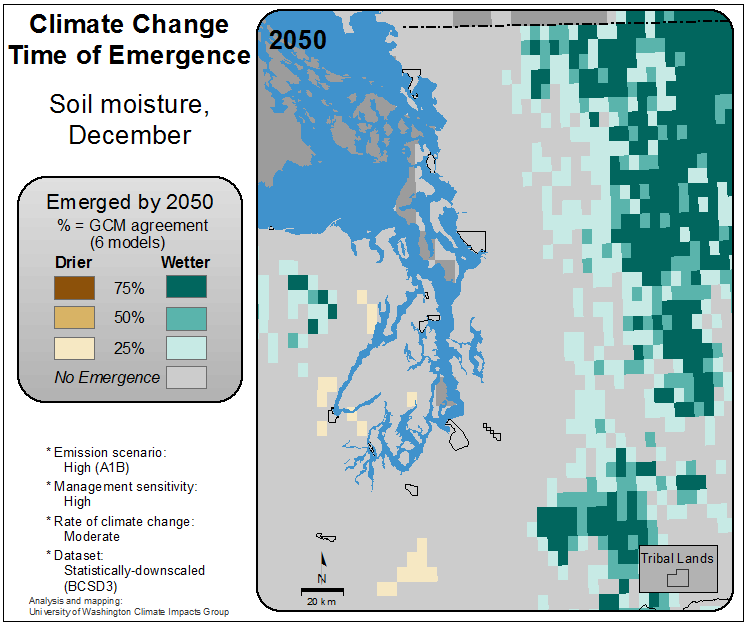 Climate Change
Time of Emergence
Soil moisture,
December
Emerged by 2050
% = GCM agreement
(6 models)
Drier Wetter
75%
50%
25%
No Emergence
* Emission scenario:
High (A1B)
* Management sensitivity:
High
* Rate of climate change:
Moderate
* Dataset:
Statistically-downscaled
(BCSD3)
Analysis and mapping:
University of Washington Climate Impacts Group
2050
N
20 km
Tribal Lands